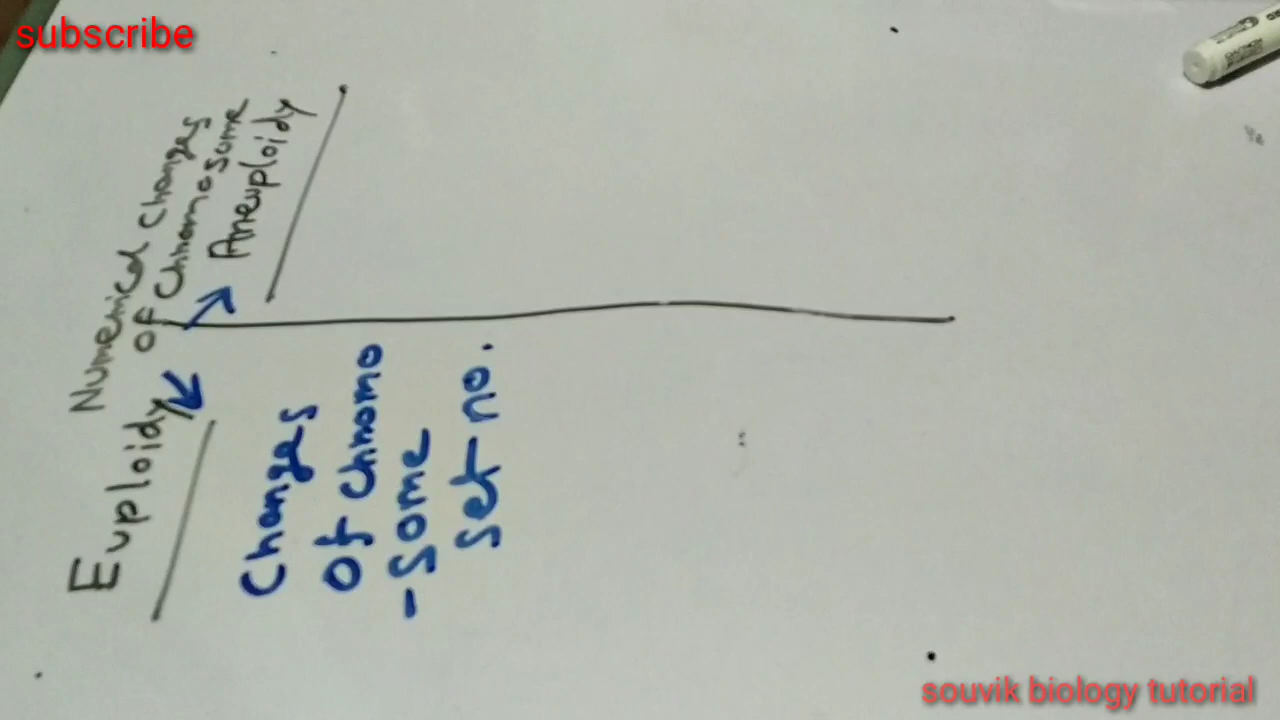 subscribe
Numerical changes
of Chromosome
Euploidy
Aneuploidy
Changes
of chromo
-some
set no.
souvik biology tutorial